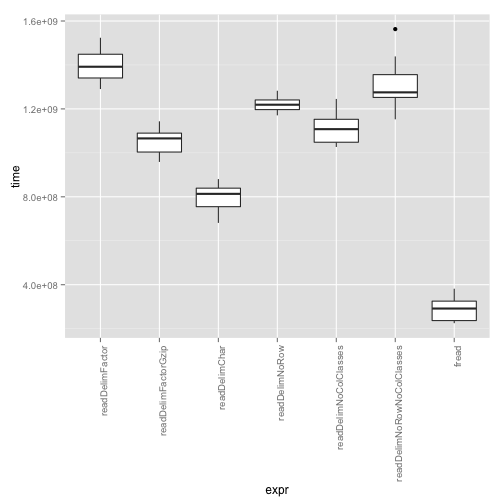 1.6e+09
1.2e+09
8.0e+08
4.0e+08
time
readDelimFactor
readDelimFactorGzip
readDelimChar
readDelimNoRow
readDelimNoColClasses
readDelimNoRowNoColClasses
fread
expr